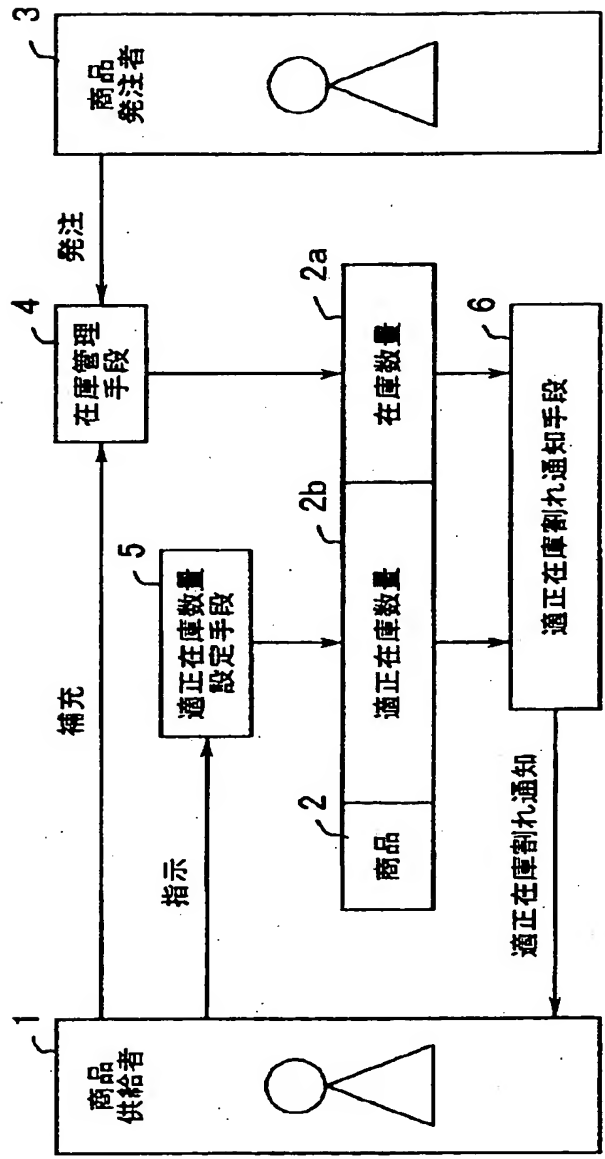 1
商品
供給者
補充
指示
5
適正在庫数量
設定手段
4
在庫管理
手段
発注
3
商品
発注者
2
商品
2b
適正在庫数量
2a
在庫数量
6
適正在庫割れ通知手段
適正在庫割れ通知